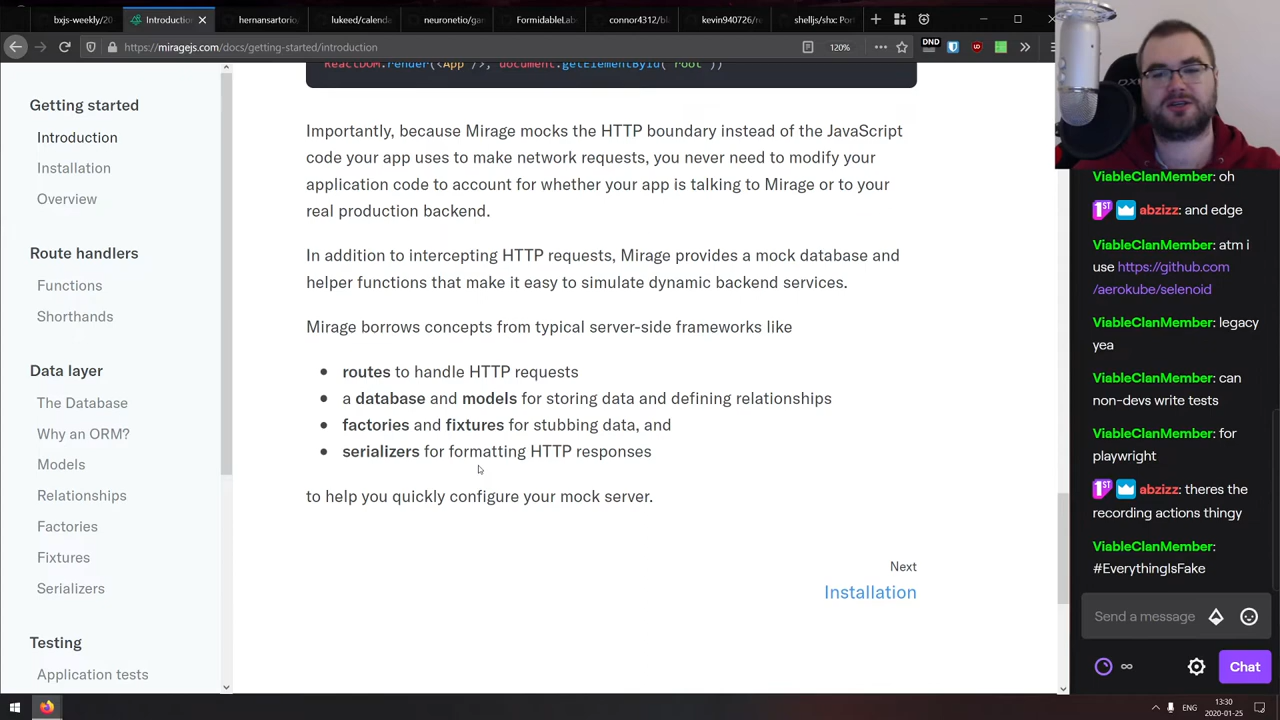 bxjs-weekly/20
Introduction
hernansartorio/
lukeed/calenda
neuronetio/gan
FormidableLabs
connor4312/bla
kevin940726/re
shelljs/shx: Port
https://miragejs.com/docs/getting-started/introduction
120%
DND
Getting started
Introduction
Installation
Overview
Route handlers
Functions
Shorthands
Data layer
The Database
Why an ORM?
Models
Relationships
Factories
Fixtures
Serializers
Testing
Application tests
ReactDOM.render(<App />, document.getElementById("root"))
Importantly, because Mirage mocks the HTTP boundary instead of the JavaScript
code your app uses to make network requests, you never need to modify your
application code to account for whether your app is talking to Mirage or to your
real production backend.
In addition to intercepting HTTP requests, Mirage provides a mock database and
helper functions that make it easy to simulate dynamic backend services.
Mirage borrows concepts from typical server-side frameworks like
routes to handle HTTP requests
a database and models for storing data and defining relationships
factories and fixtures for stubbing data, and
serializers for formatting HTTP responses
to help you quickly configure your mock server.
Next
Installation
ViableClanMember: oh
1ST abzizz: and edge
ViableClanMember: atm i
use https://github.com
/aerokube/selenoid
ViableClanMember: legacy
yea
ViableClanMember: can
non-devs write tests
ViableClanMember: for
playwright
1ST abzizz: theres the
recording actions thingy
ViableClanMember:
#EverythingIsFake
Send a message
∞
Chat
ENG
13:30
2020-01-25